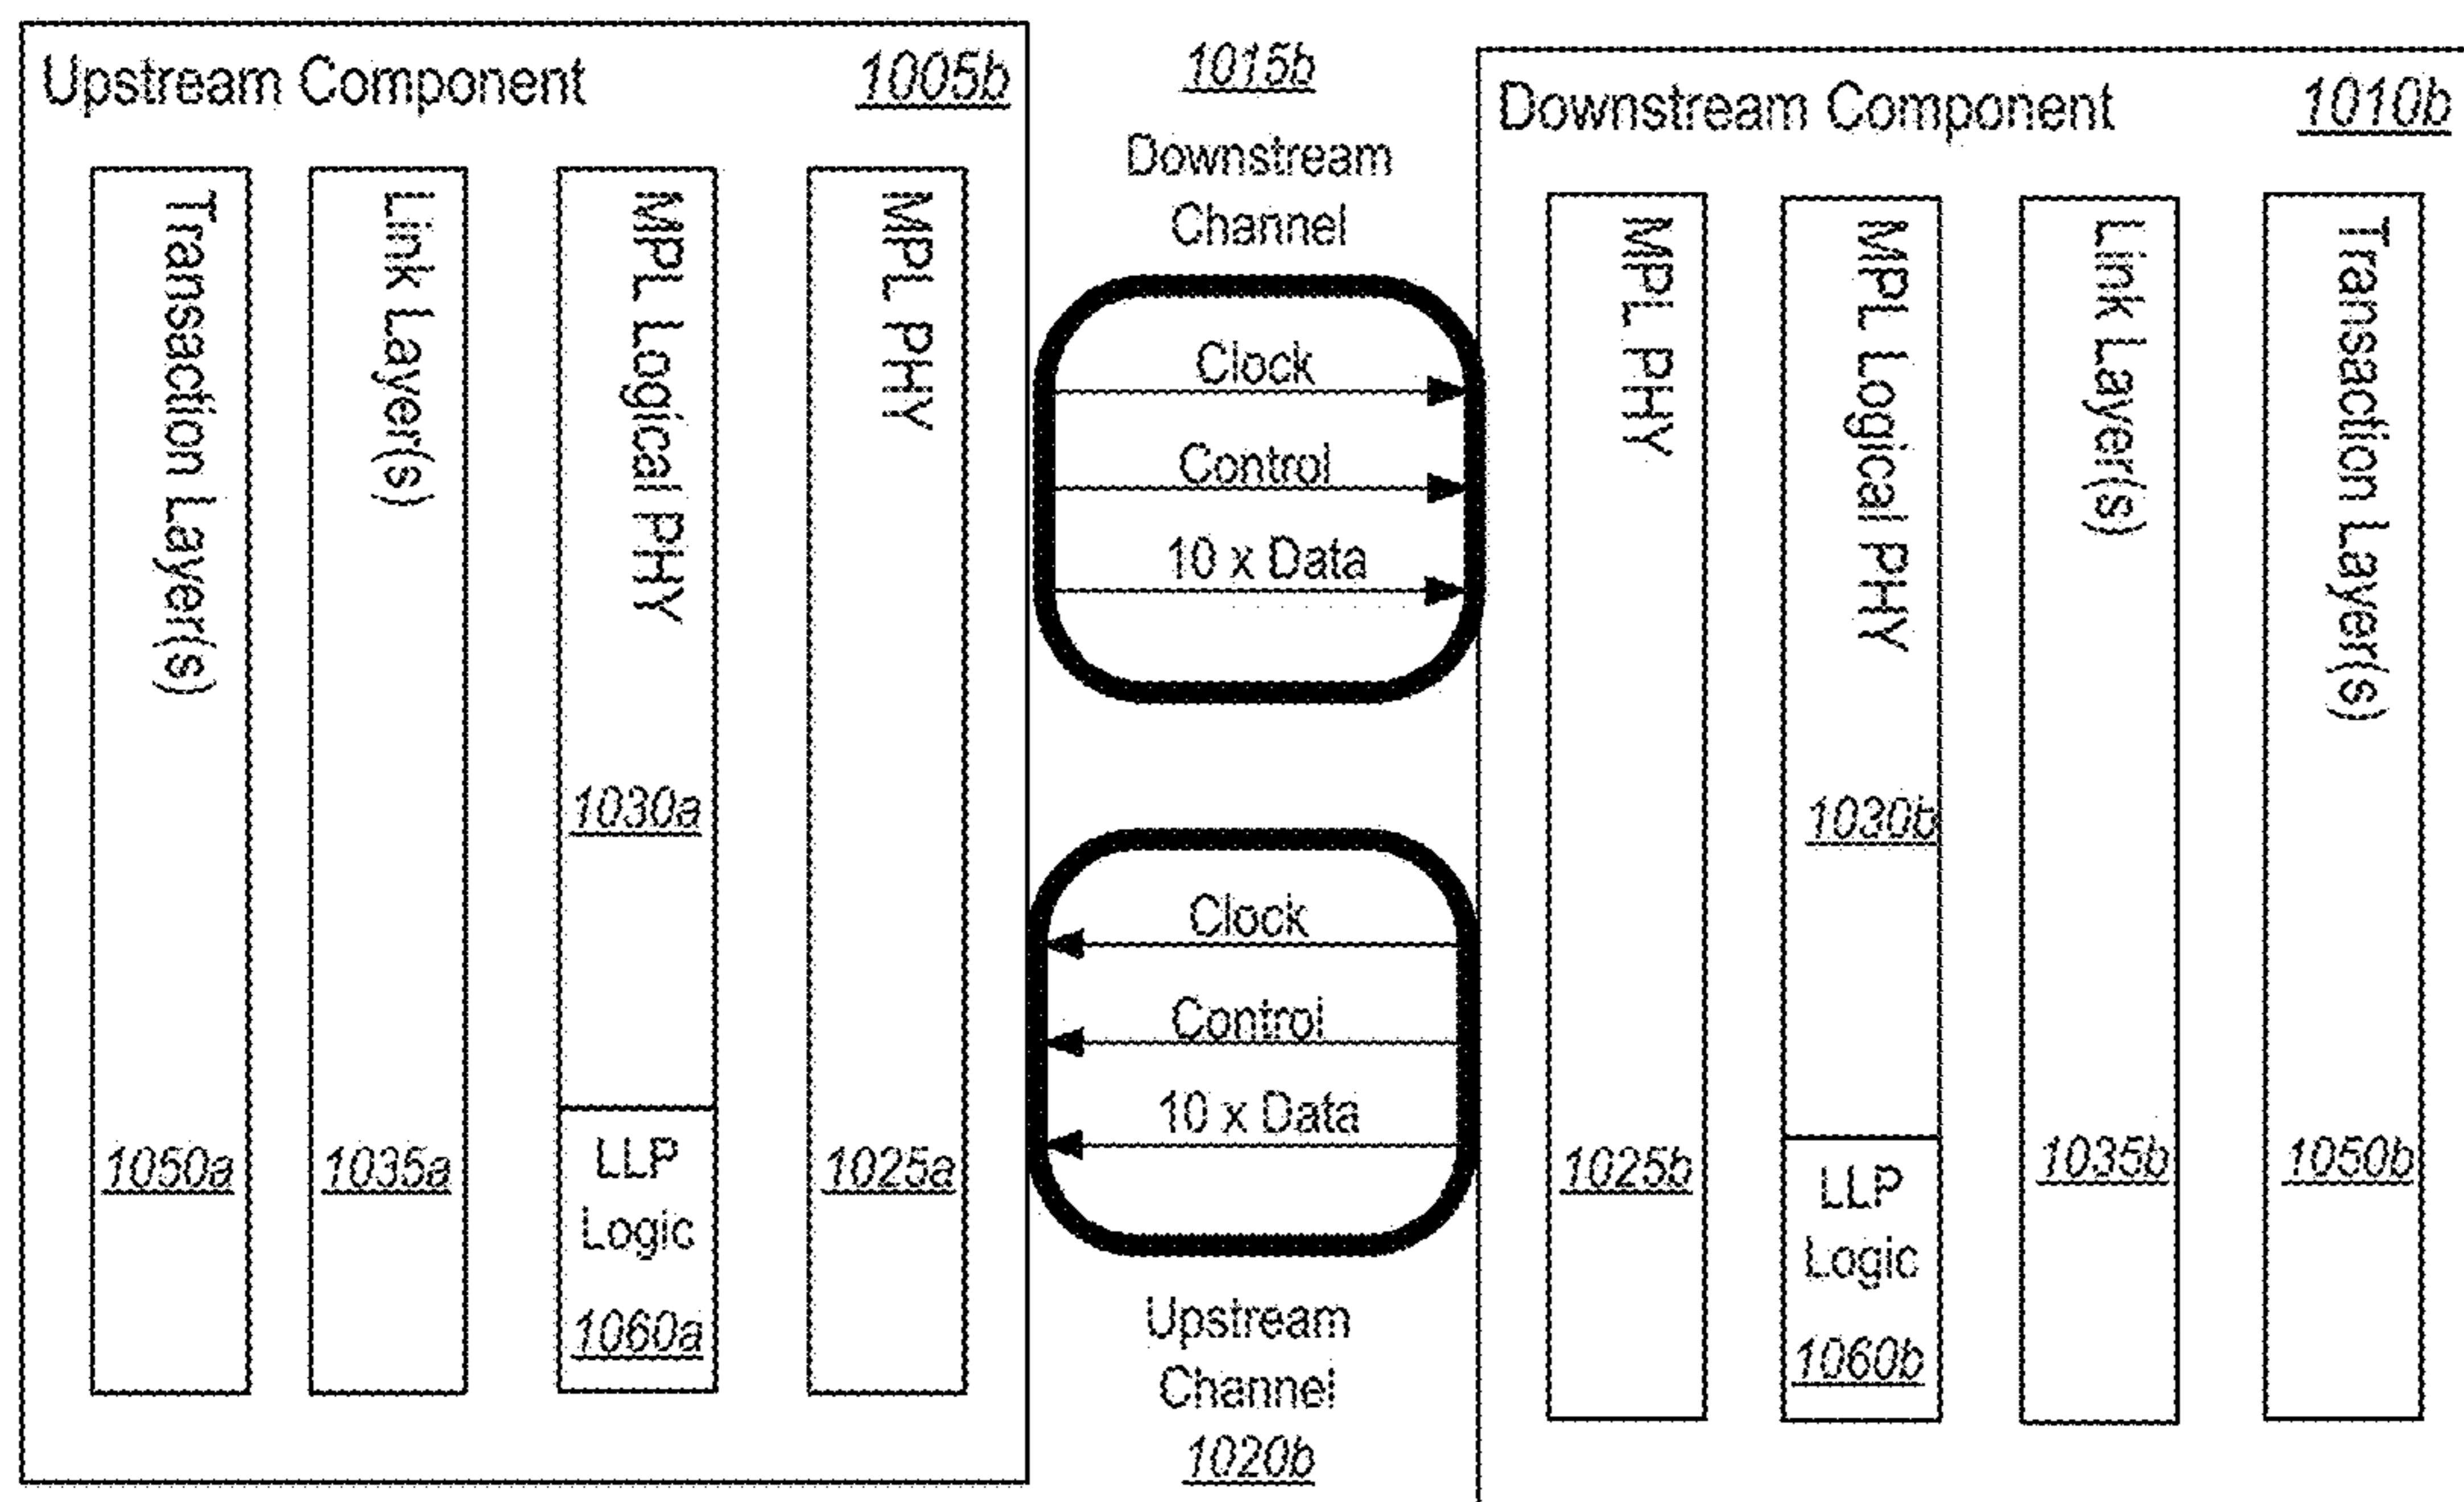 Upstream Component 1005b
Transaction Layer(s)
1050a
Link Layer(s)
1035a
MPL Logical PHY
1030a
LLP
Logic
1060a
MPL PHY
1025a
1015b
Downstream
Channel
Clock
Control
10 x Data
Clock
Control
10 x Data
Upstream
Channel
1020b
Downstream Component 1010b
MPL PHY
1025b
MPL Logical PHY
1030b
LLP
Logic
1060b
Link Layer(s)
1035b
Transaction Layer(s)
1050b